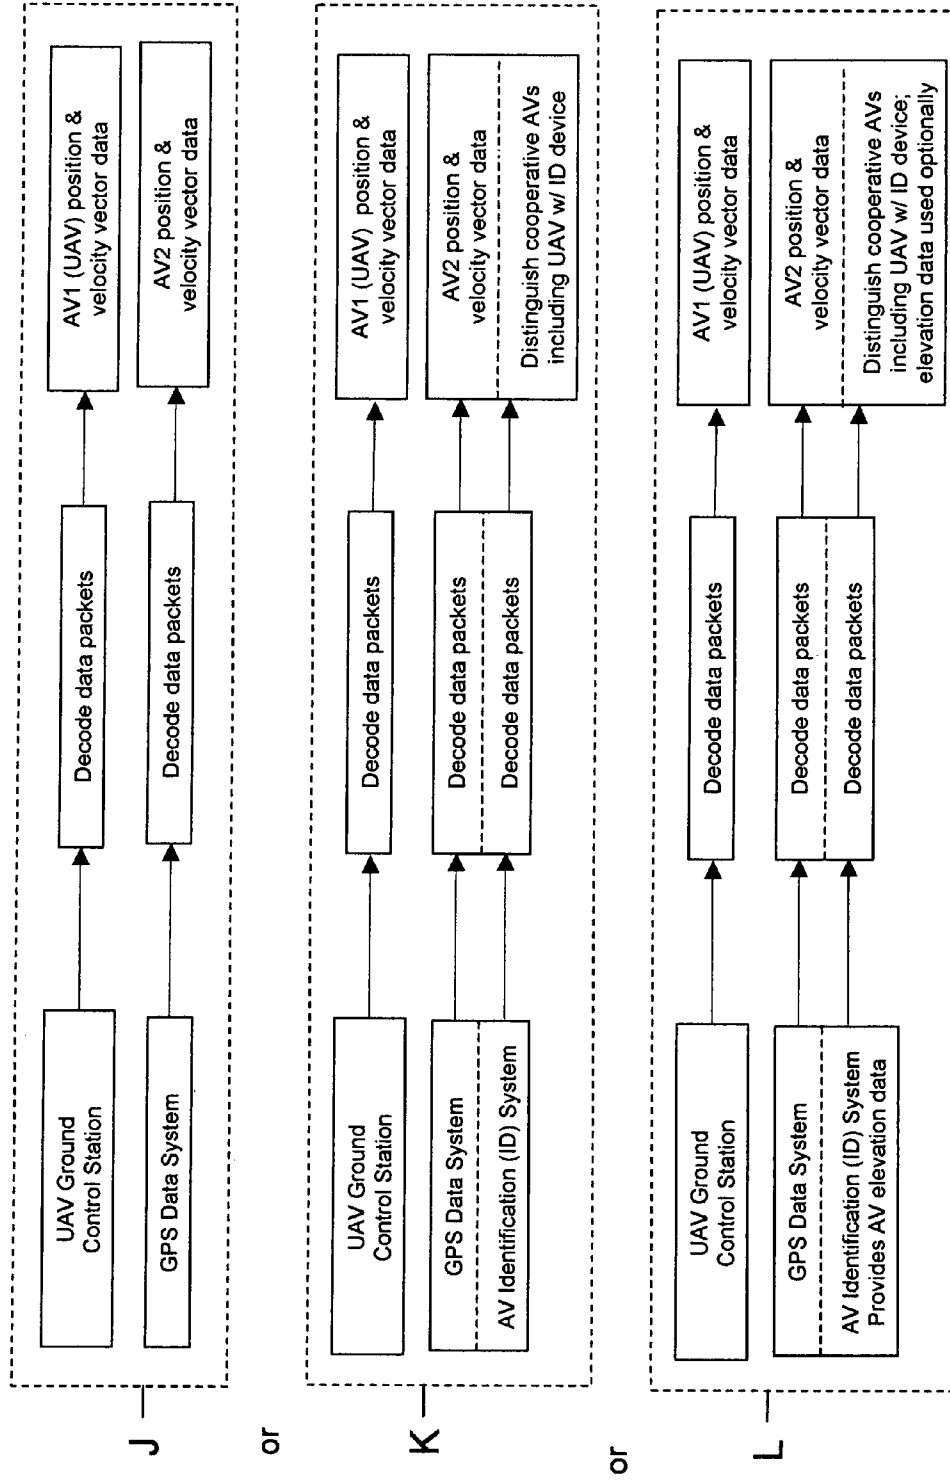 J
UAV Ground
Control Station
Decode data packets
AV1 (UAV) position &
velocity vector data
GPS Data System
Decode data packets
AV2 position &
velocity vector data
or
K
UAV Ground
Control Station
Decode data packets
AV1 (UAV) position &
velocity vector data
GPS Data System
Decode data packets
AV2 position &
velocity vector data
AV Identification (ID) System
Decode data packets
Distinguish cooperative AVs
including UAV w/ ID device
or
L
UAV Ground
Control Station
Decode data packets
AV1 (UAV) position &
velocity vector data
GPS Data System
Decode data packets
AV2 position &
velocity vector data
AV Identification (ID) System
Provides AV elevation data
Decode data packets
Distinguish cooperative AVs
including UAV w/ ID device;
elevation data used optionally